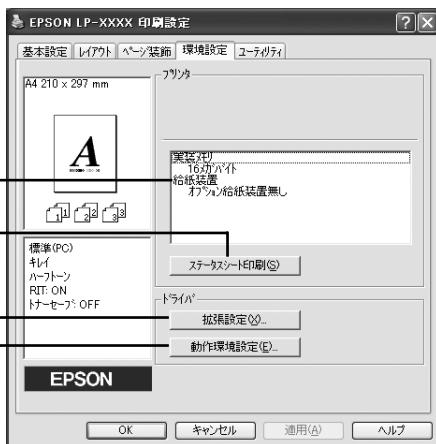 EPSON LP-XXXX 印刷設定
基本設定 レイアウト ページ装飾 環境設定 ユーティリティ
A4 210 x 297 mm
A
1 1 2 2 3 3
標準(PC)
キレイ
ハーフトーン
RIT: ON
トナーセーブ: OFF
EPSON
プリンタ
実装メモリ
16メガバイト
給紙装置
オプション給紙装置無し
ステータスシート印刷(S)
ドライバ
拡張設定(X)...
動作環境設定(E)...
OK キャンセル 適用(A) ヘルプ